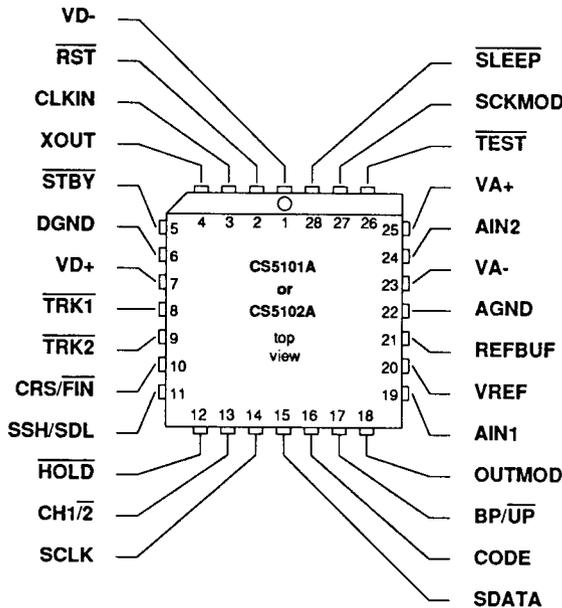 VD-
RST
CLKIN
XOUT
STBY
DGND
VD+
TRK1
TRK2
CRS/FIN
SSH/SDL
HOLD
CH1/2
SCLK
SLEEP
SCKMOD
TEST
VA+
AIN2
VA-
AGND
REFBUF
VREF
AIN1
OUTMOD
BP/UP
CODE
SDATA
4 3 2 1 28 27 26
5
6
7
8
9
10
11
25
24
23
22
21
20
19
12 13 14 15 16 17 18
CS5101A
or
CS5102A
top
view